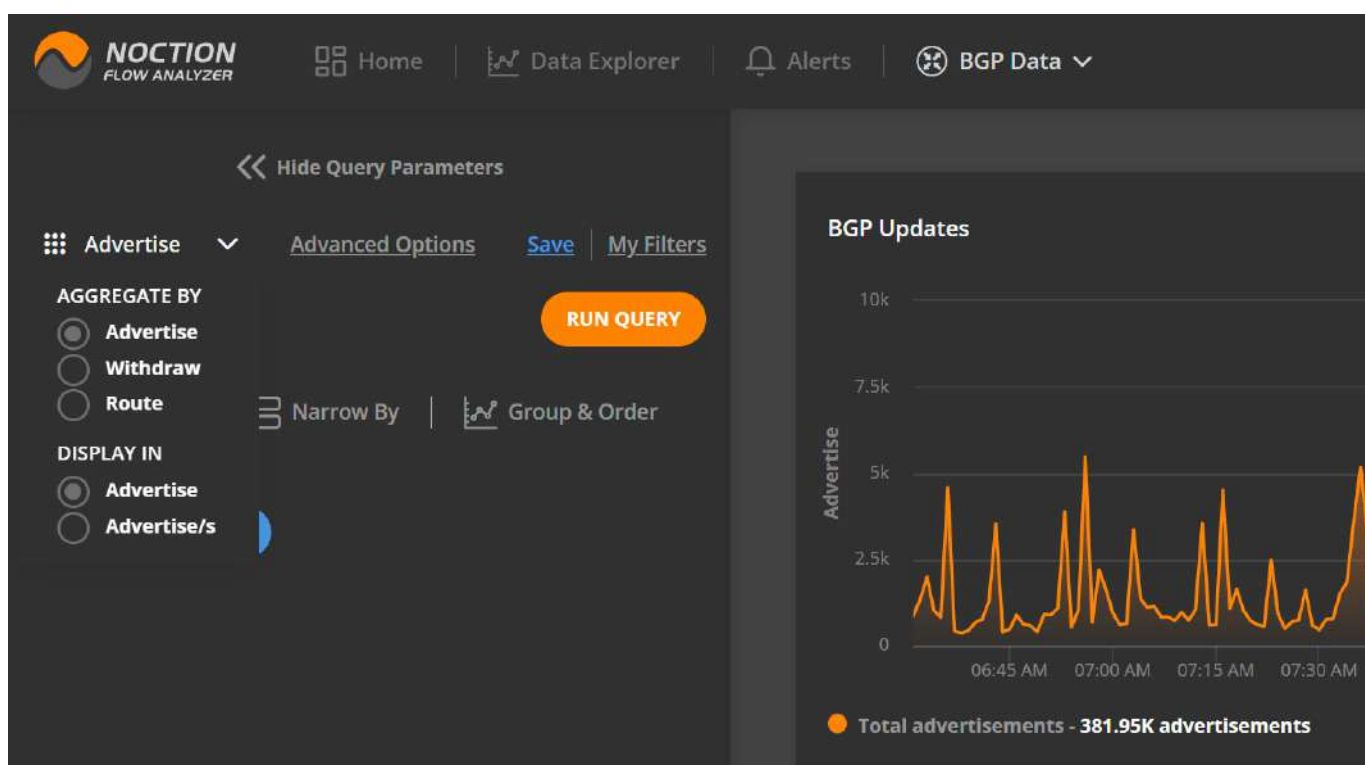 NOCTION
FLOW ANALYZER
Home
Data Explorer
Alerts
BGP Data
Hide Query Parameters
Advertise
Advanced Options
Save
My Filters
AGGREGATE BY
Advertise
Withdraw
Route
RUN QUERY
Narrow By
Group & Order
DISPLAY IN
Advertise
Advertise/s
BGP Updates
10k
7.5k
5k
2.5k
0
Advertise
06:45 AM 07:00 AM 07:15 AM 07:30 AM
Total advertisements - 381.95K advertisements